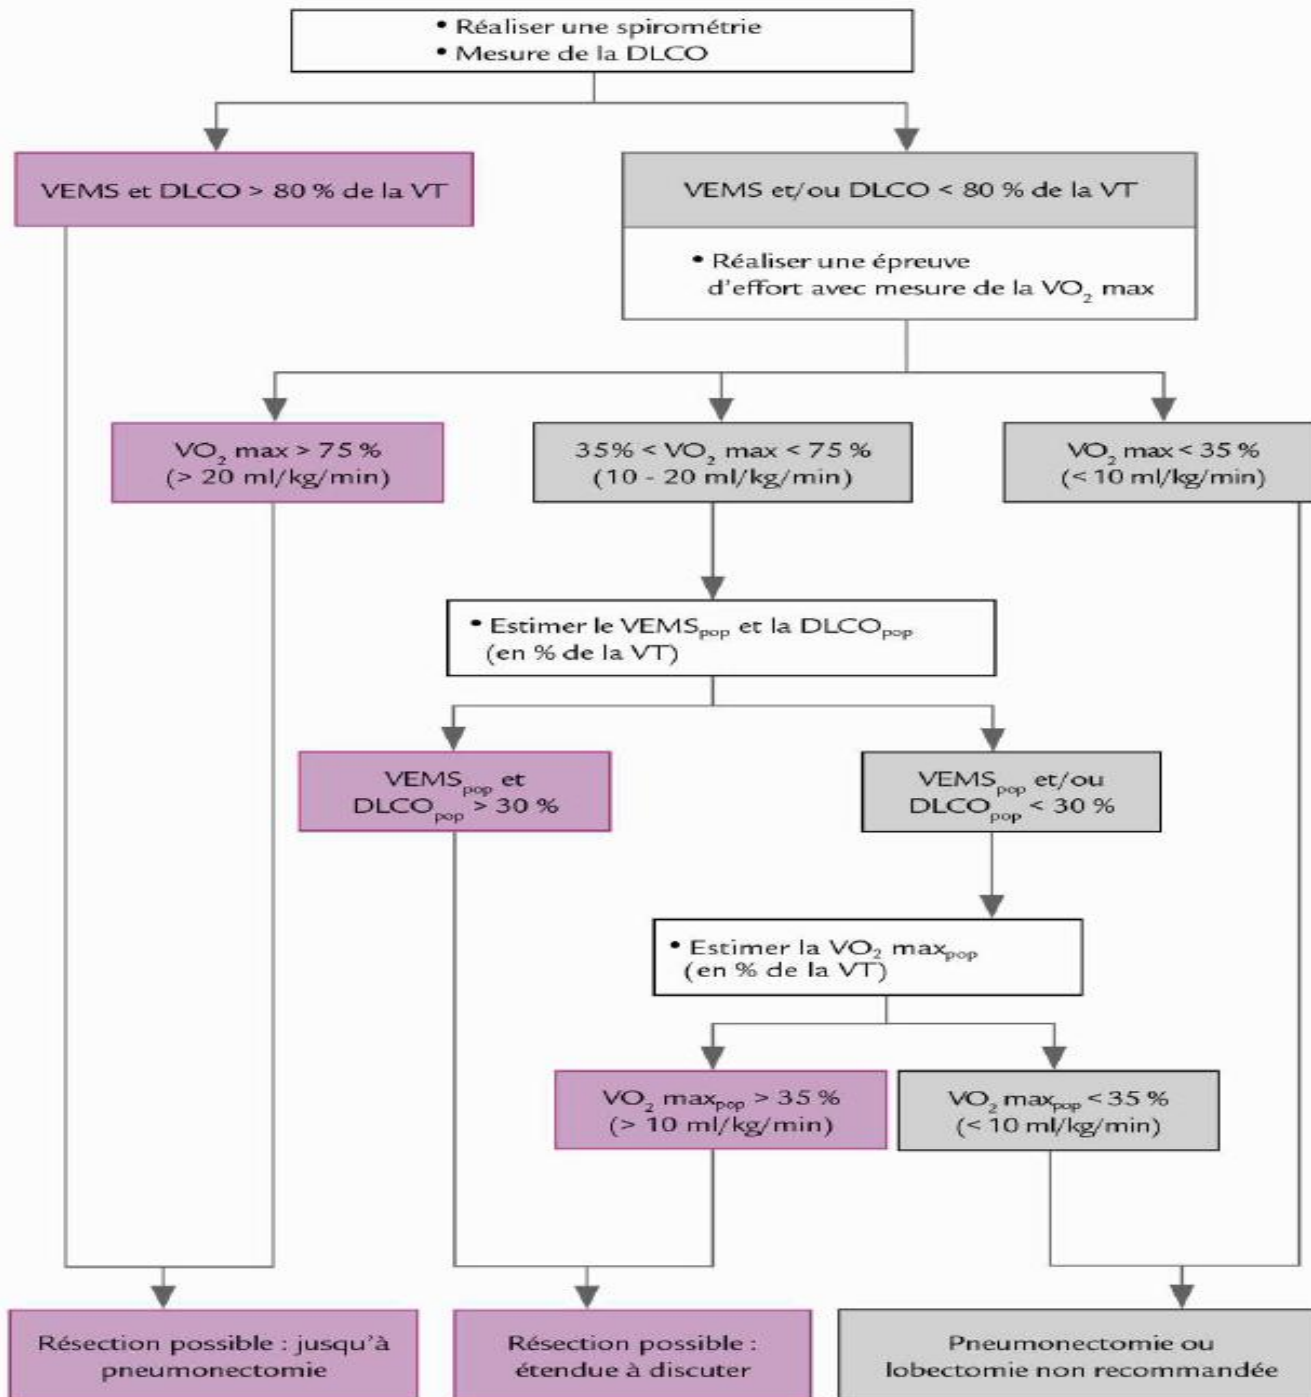 • Réaliser une spirométrie
• Mesure de la DLCO
VEMS et DLCO > 80 % de la VT
VEMS et/ou DLCO < 80 % de la VT
• Réaliser une épreuve
d'effort avec mesure de la VO₂ max
VO₂ max > 75 %
(> 20 ml/kg/min)
35% < VO₂ max < 75 %
(10 - 20 ml/kg/min)
VO₂ max < 35 %
(< 10 ml/kg/min)
• Estimer le VEMSpop et la DLCOpop
(en % de la VT)
VEMSpop et
DLCOpop > 30 %
VEMSpop et/ou
DLCOpop < 30 %
• Estimer la VO₂ maxpop
(en % de la VT)
VO₂ maxpop > 35 %
(> 10 ml/kg/min)
VO₂ maxpop < 35 %
(< 10 ml/kg/min)
Résection possible : jusqu'à
pneumonectomie
Résection possible :
étendue à discuter
Pneumonectomie ou
lobectomie non recommandée